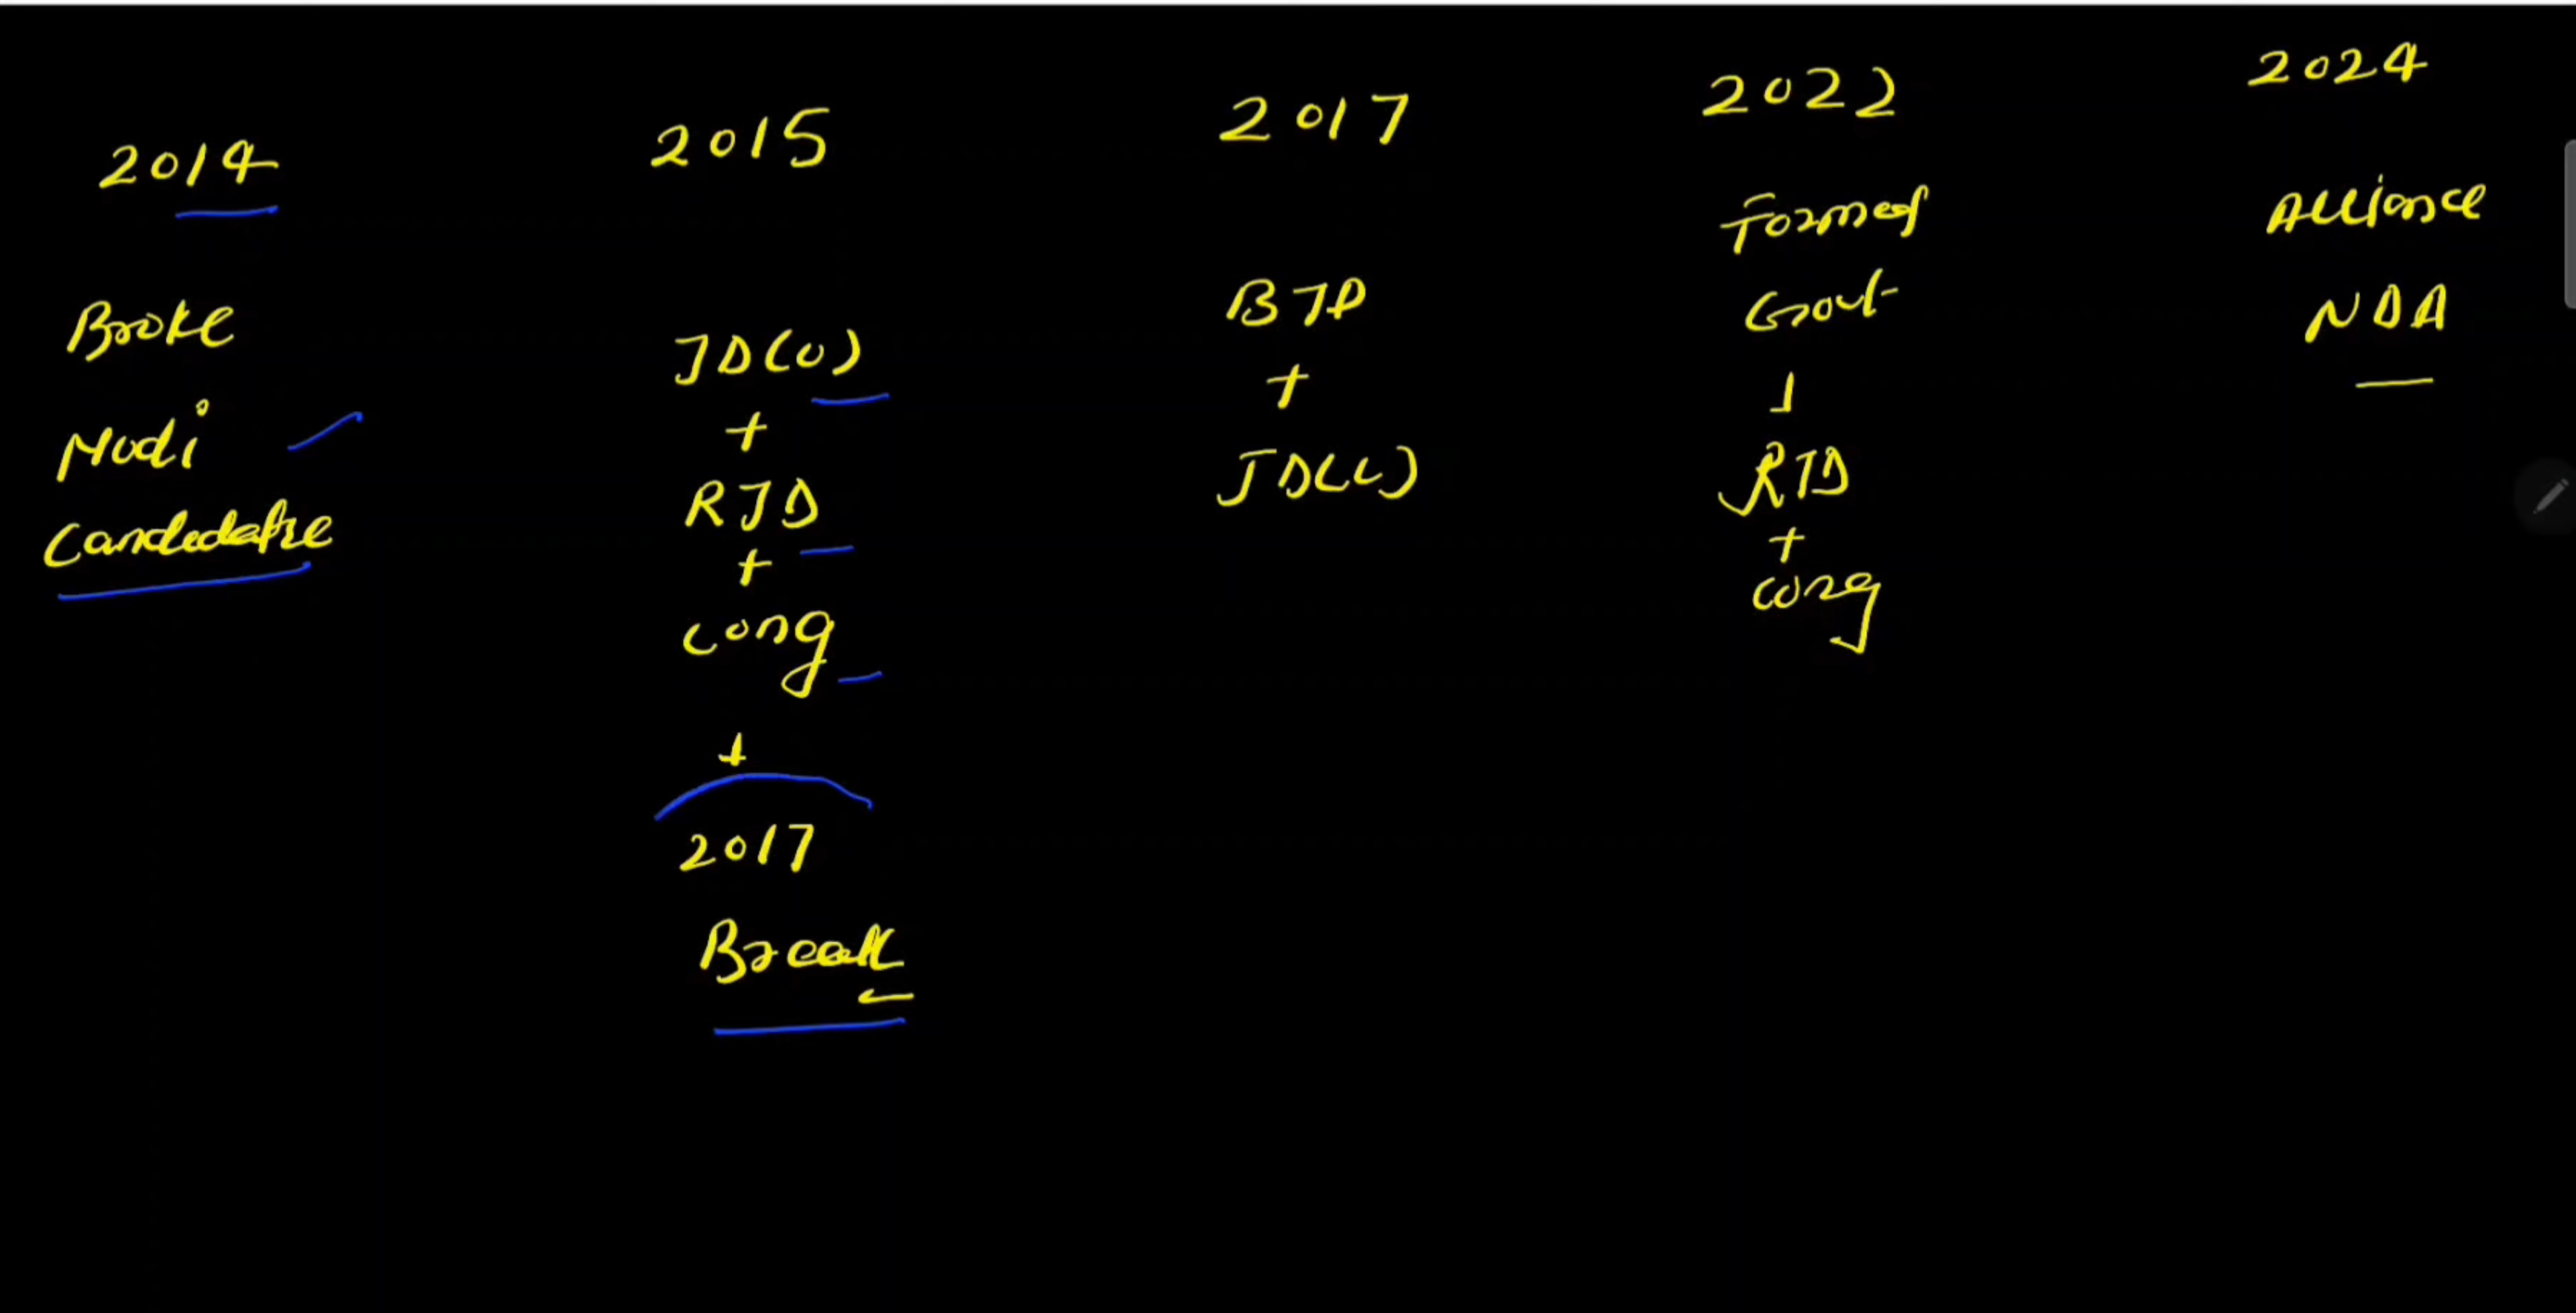 2014
Broke
Modi
Candidature
2015
JD(U)
+
RJD
+
Cong
+
2017
Break
2017
BJP
+
JD(U)
2022
Formed
Govt
RJD
+
Cong
2024
Alliance
NDA